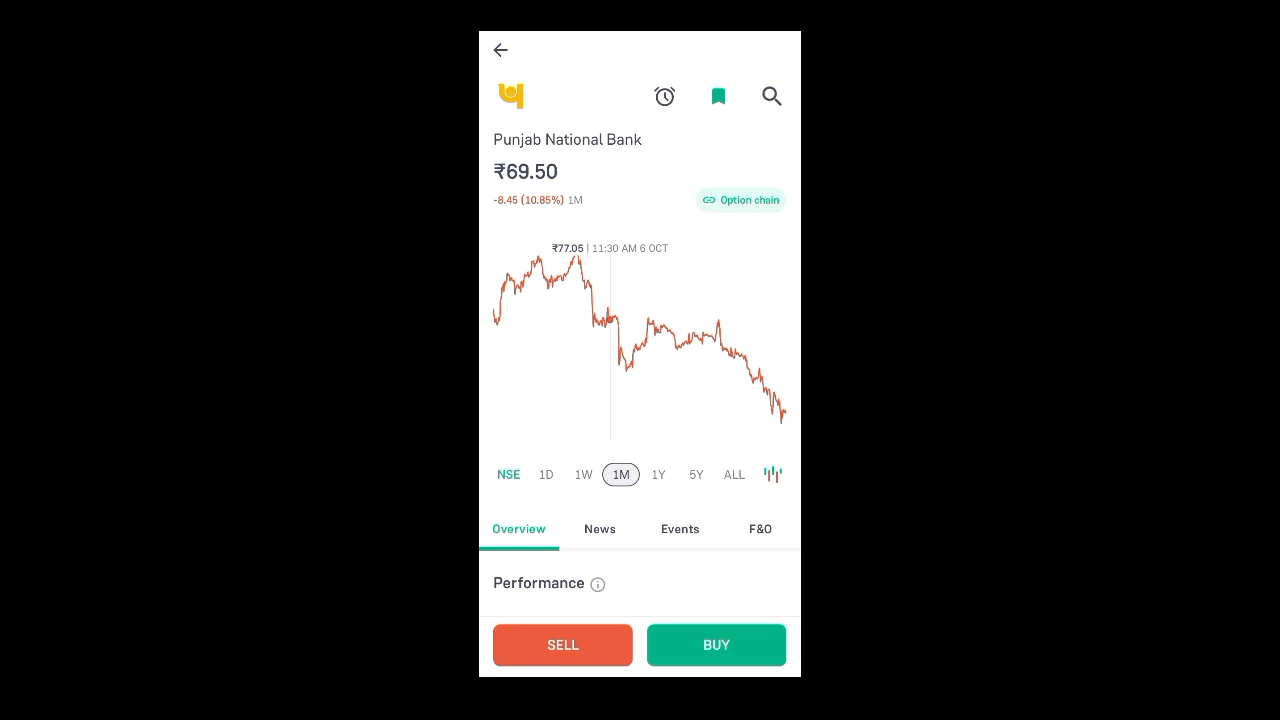 Punjab National Bank
₹69.50
-8.45 (10.85%) 1M
Option chain
₹77.05 | 11:30 AM 6 OCT
NSE 1D 1W 1M 1Y 5Y ALL
Overview News Events F&O
Performance
SELL BUY